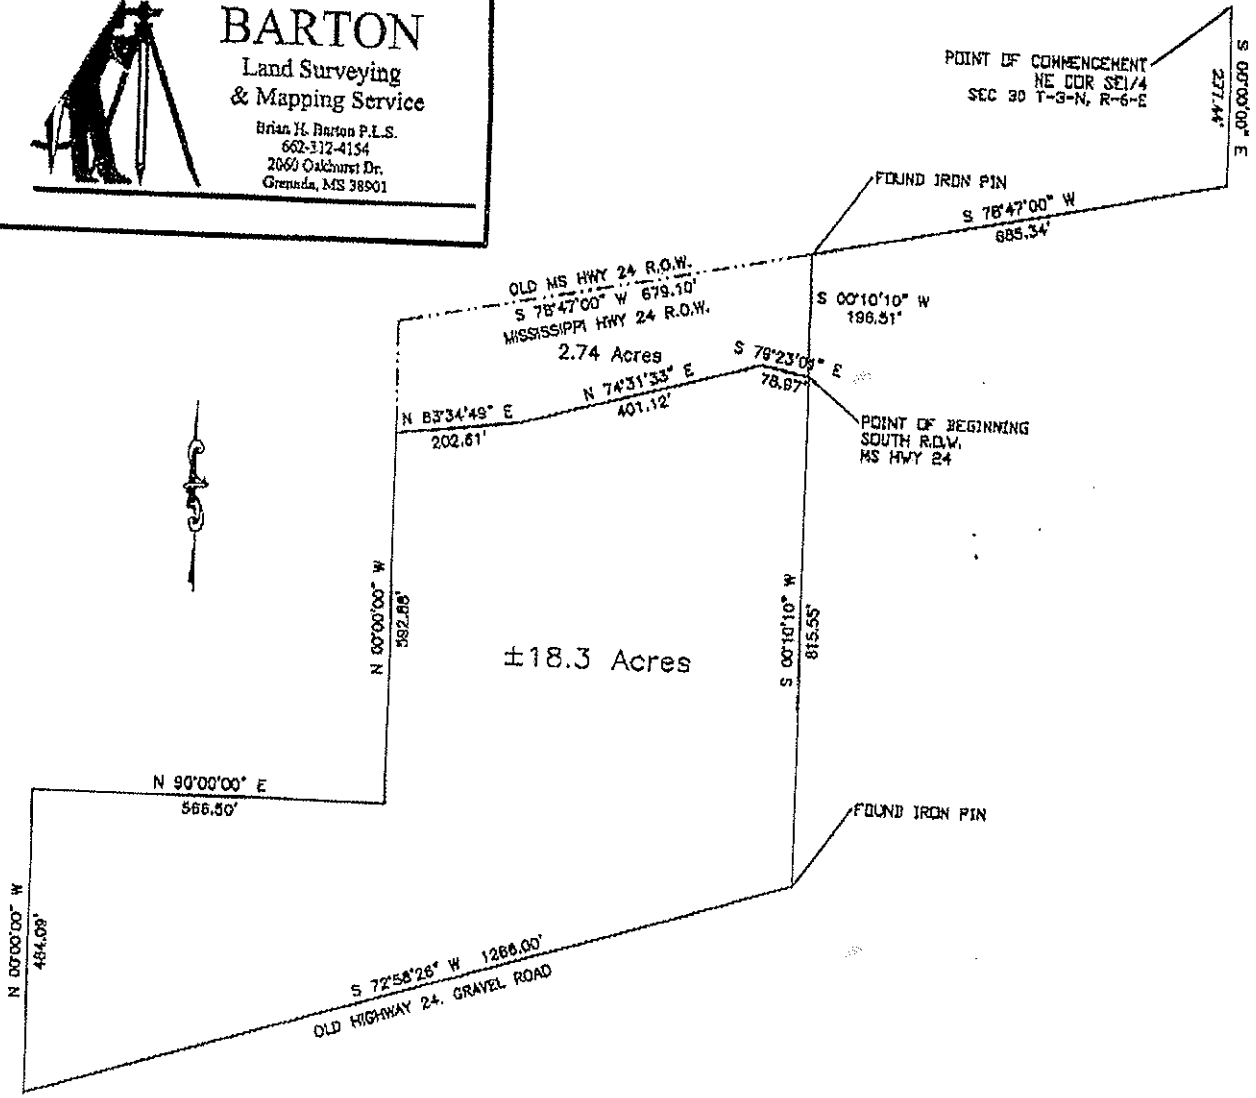 BARTON
Land Surveying
& Mapping Service
Brian H. Barton P.L.S.
662-312-4154
2060 Oakhurst Dr.
Grenada, MS 38901
POINT OF COMMENCEMENT
NE COR SE1/4
SEC 30 T-3-N, R-6-E
S 00°00'00" E
237.44'
FOUND IRON PIN
S 78°47'00" W
685.34'
OLD MS HWY 24 R.O.W.
S 78°47'00" W 679.10'
MISSISSIPPI HWY 24 R.O.W.
2.74 Acres
S 00°10'10" W
196.51'
S 79°23'01" E
78.97'
N 74°31'33" E
401.12'
N 83°34'49" E
202.61'
POINT OF BEGINNING
SOUTH R.O.W.
MS HWY 24
N 00°00'00" W
592.88'
±18.3 Acres
S 00°10'10" W
815.55'
N 90°00'00" E
566.50'
FOUND IRON PIN
N 00°00'00" W
484.09'
S 72°58'26" W 1266.00'
OLD HIGHWAY 24, GRAVEL ROAD